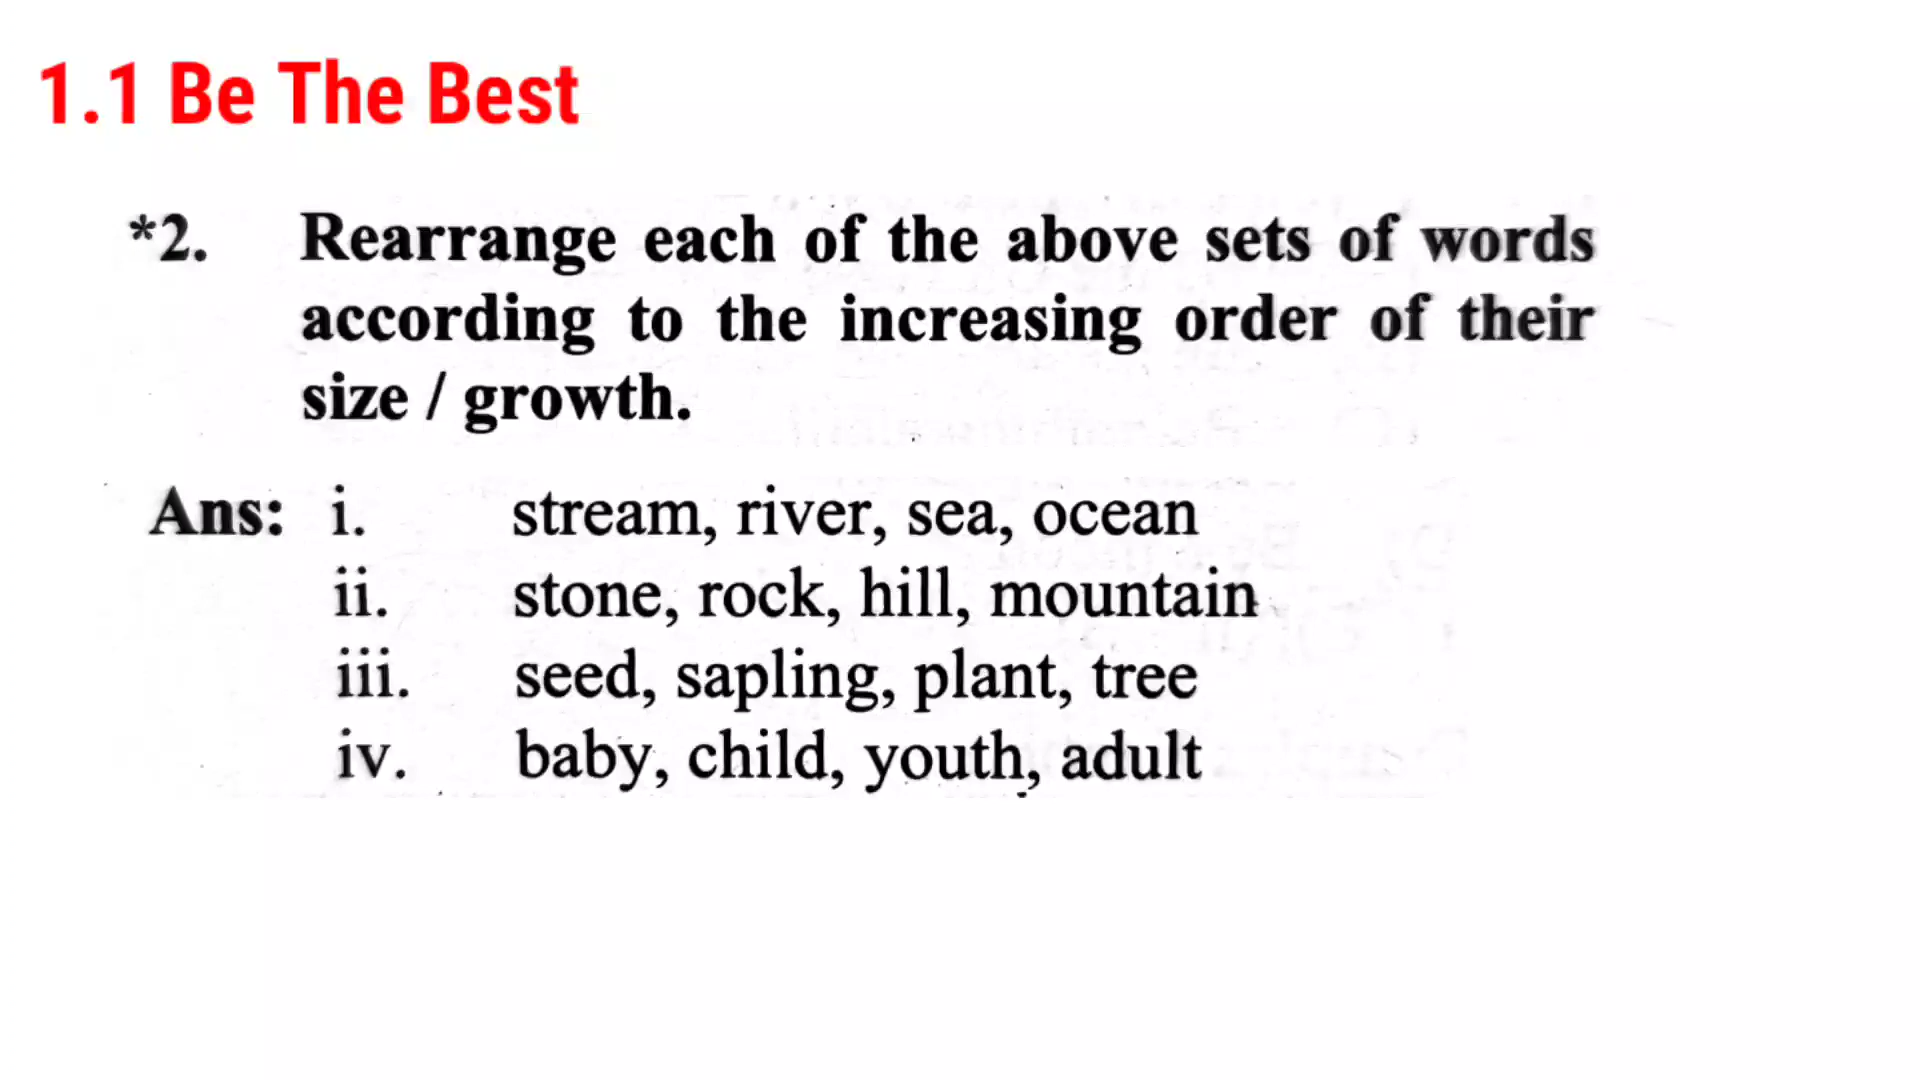 1.1 Be The Best
*2. Rearrange each of the above sets of words
according to the increasing order of their
size / growth.
Ans: i. stream, river, sea, ocean
ii. stone, rock, hill, mountain
iii. seed, sapling, plant, tree
iv. baby, child, youth, adult